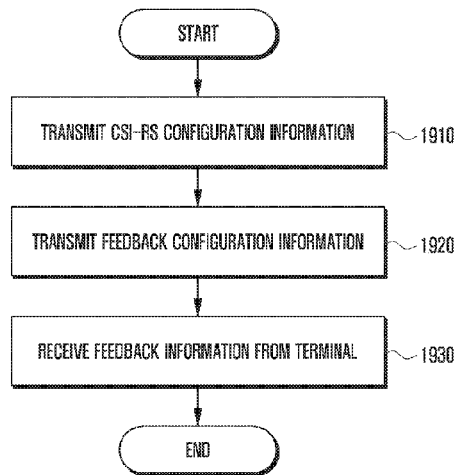 START
TRANSMIT CSI-RS CONFIGURATION INFORMATION
1910
TRANSMIT FEEDBACK CONFIGURATION INFORMATION
1920
RECEIVE FEEDBACK INFORMATION FROM TERMINAL
1930
END